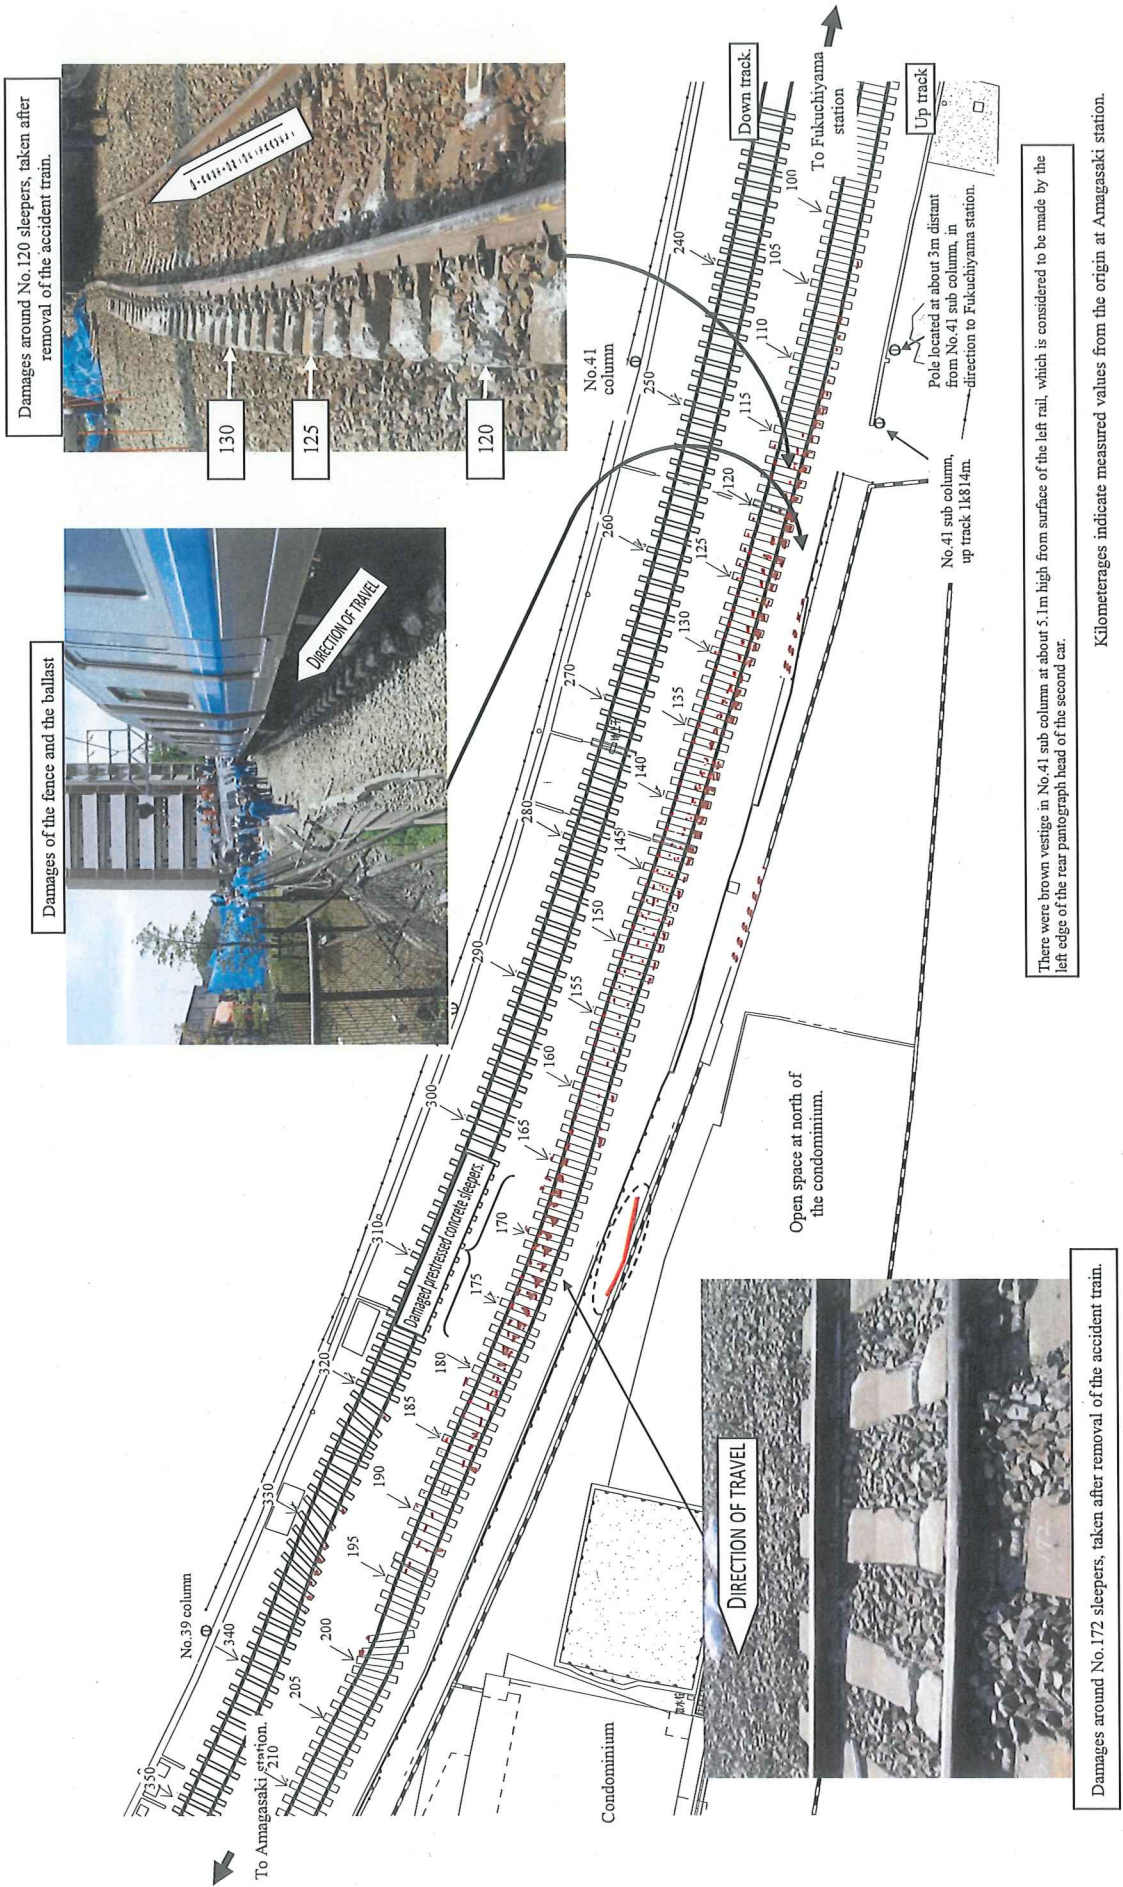 Damages around No.120 sleepers, taken after
removal of the accident train.
130
125
120
Damages of the fence and the ballast
DIRECTION OF TRAVEL
Down track.
To Fukuchiyama
station
Up track
No.41
column
240
250
260
270
280
290
300
310
320
330
340
350
No.39 column
100
105
110
115
120
125
130
135
140
145
150
155
160
165
170
175
180
185
190
195
200
205
210
Damaged prestressed concrete sleepers.
To Amagasaki station.
Pole located at about 3m distant
from No.41 sub column, in
direction to Fukuchiyama station.
No.41 sub column,
up track 1k814m
Open space at north of
the condominium.
Condominium
DIRECTION OF TRAVEL
Damages around No.172 sleepers, taken after removal of the accident train.
There were brown vestige in No.41 sub column at about 5.1m high from surface of the left rail, which is considered to be made by the
left edge of the rear pantograph head of the second car.
Kilometerages indicate measured values from the origin at Amagasaki station.